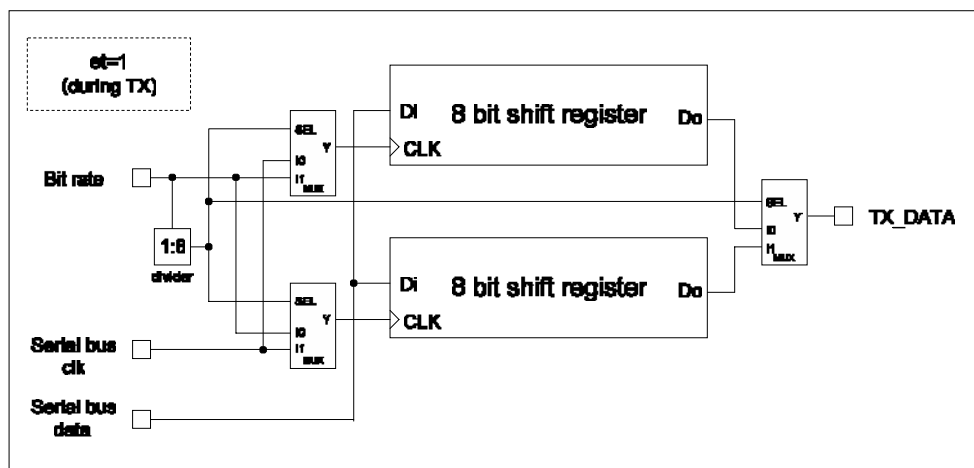 et=1
(during TX)
Di 8 bit shift register Do
CLK
SEL
Y
I0
I1
MUX
Bit rate
SEL
Y
I0
I1
MUX
TX_DATA
1:8
divider
Di 8 bit shift register Do
CLK
SEL
Y
I0
I1
MUX
Serial bus
clk
Serial bus
data